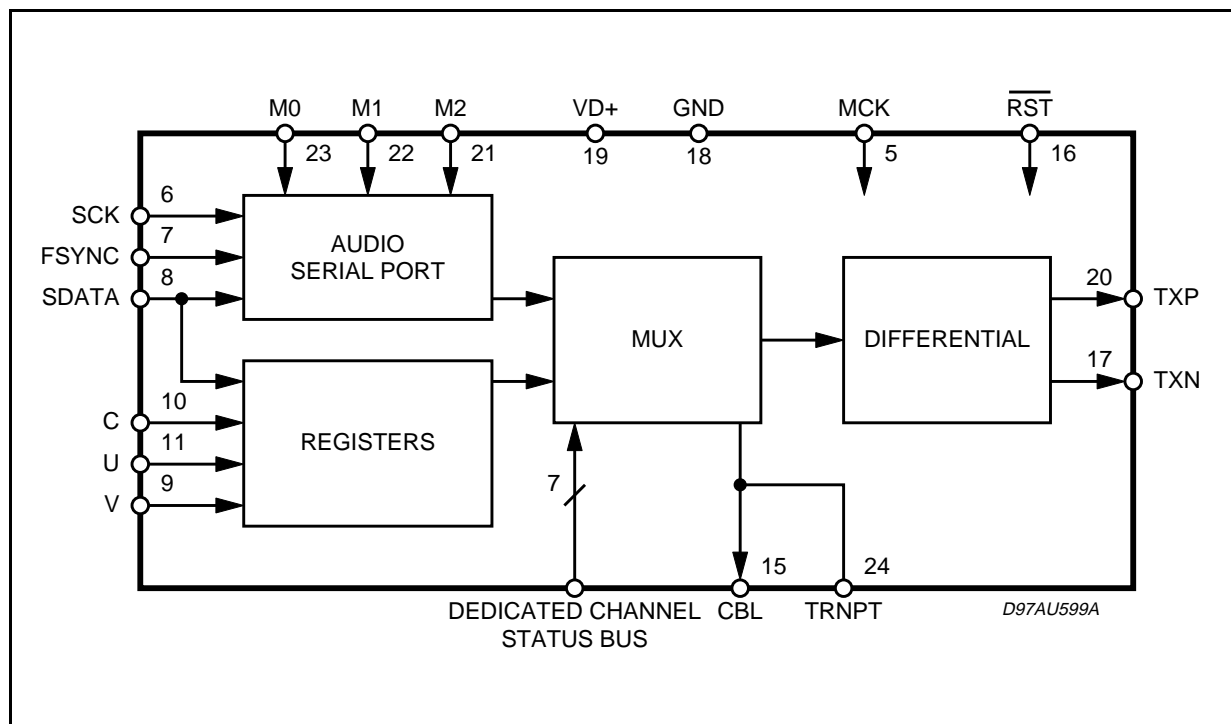 M0
M1
M2
VD+
GND
MCK
RST
23
22
21
19
18
5
16
SCK
6
FSYNC
7
SDATA
8
AUDIO
SERIAL PORT
MUX
DIFFERENTIAL
20
TXP
17
TXN
C
10
U
11
V
9
REGISTERS
7
15
24
DEDICATED CHANNEL
STATUS BUS
CBL
TRNPT
D97AU599A